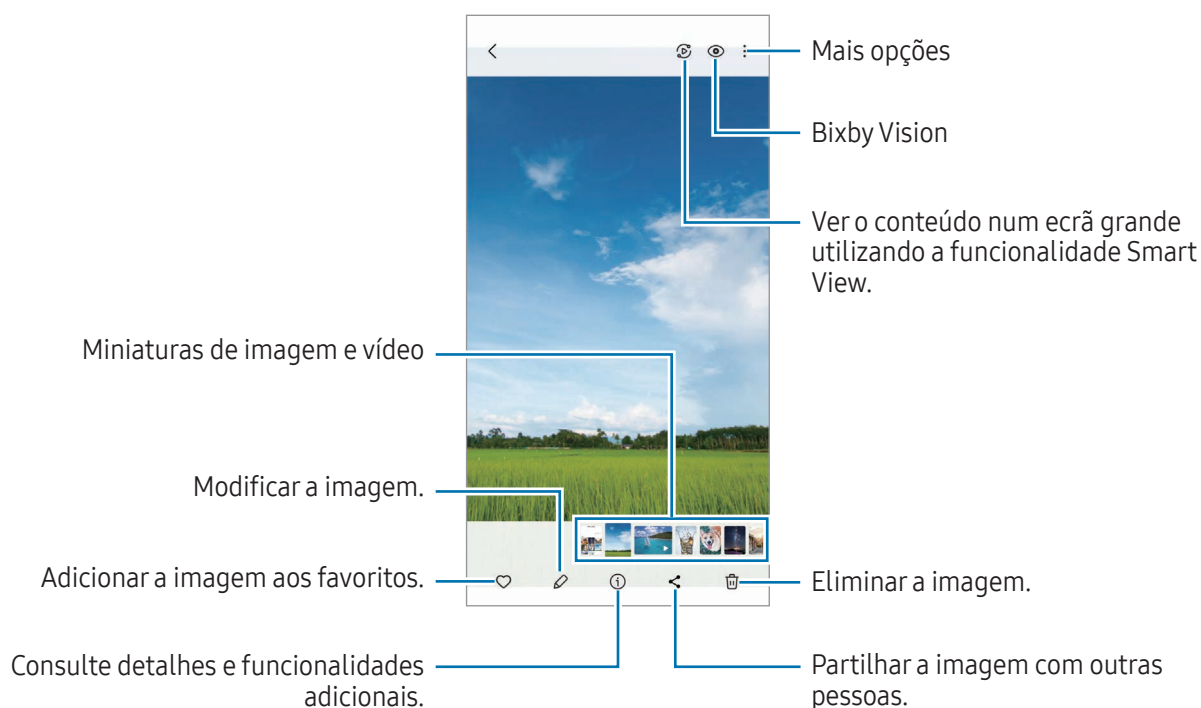 Mais opções
Bixby Vision
Ver o conteúdo num ecrã grande
utilizando a funcionalidade Smart
View.
Miniaturas de imagem e vídeo
Modificar a imagem.
Adicionar a imagem aos favoritos.
Eliminar a imagem.
Consulte detalhes e funcionalidades
adicionais.
Partilhar a imagem com outras
pessoas.